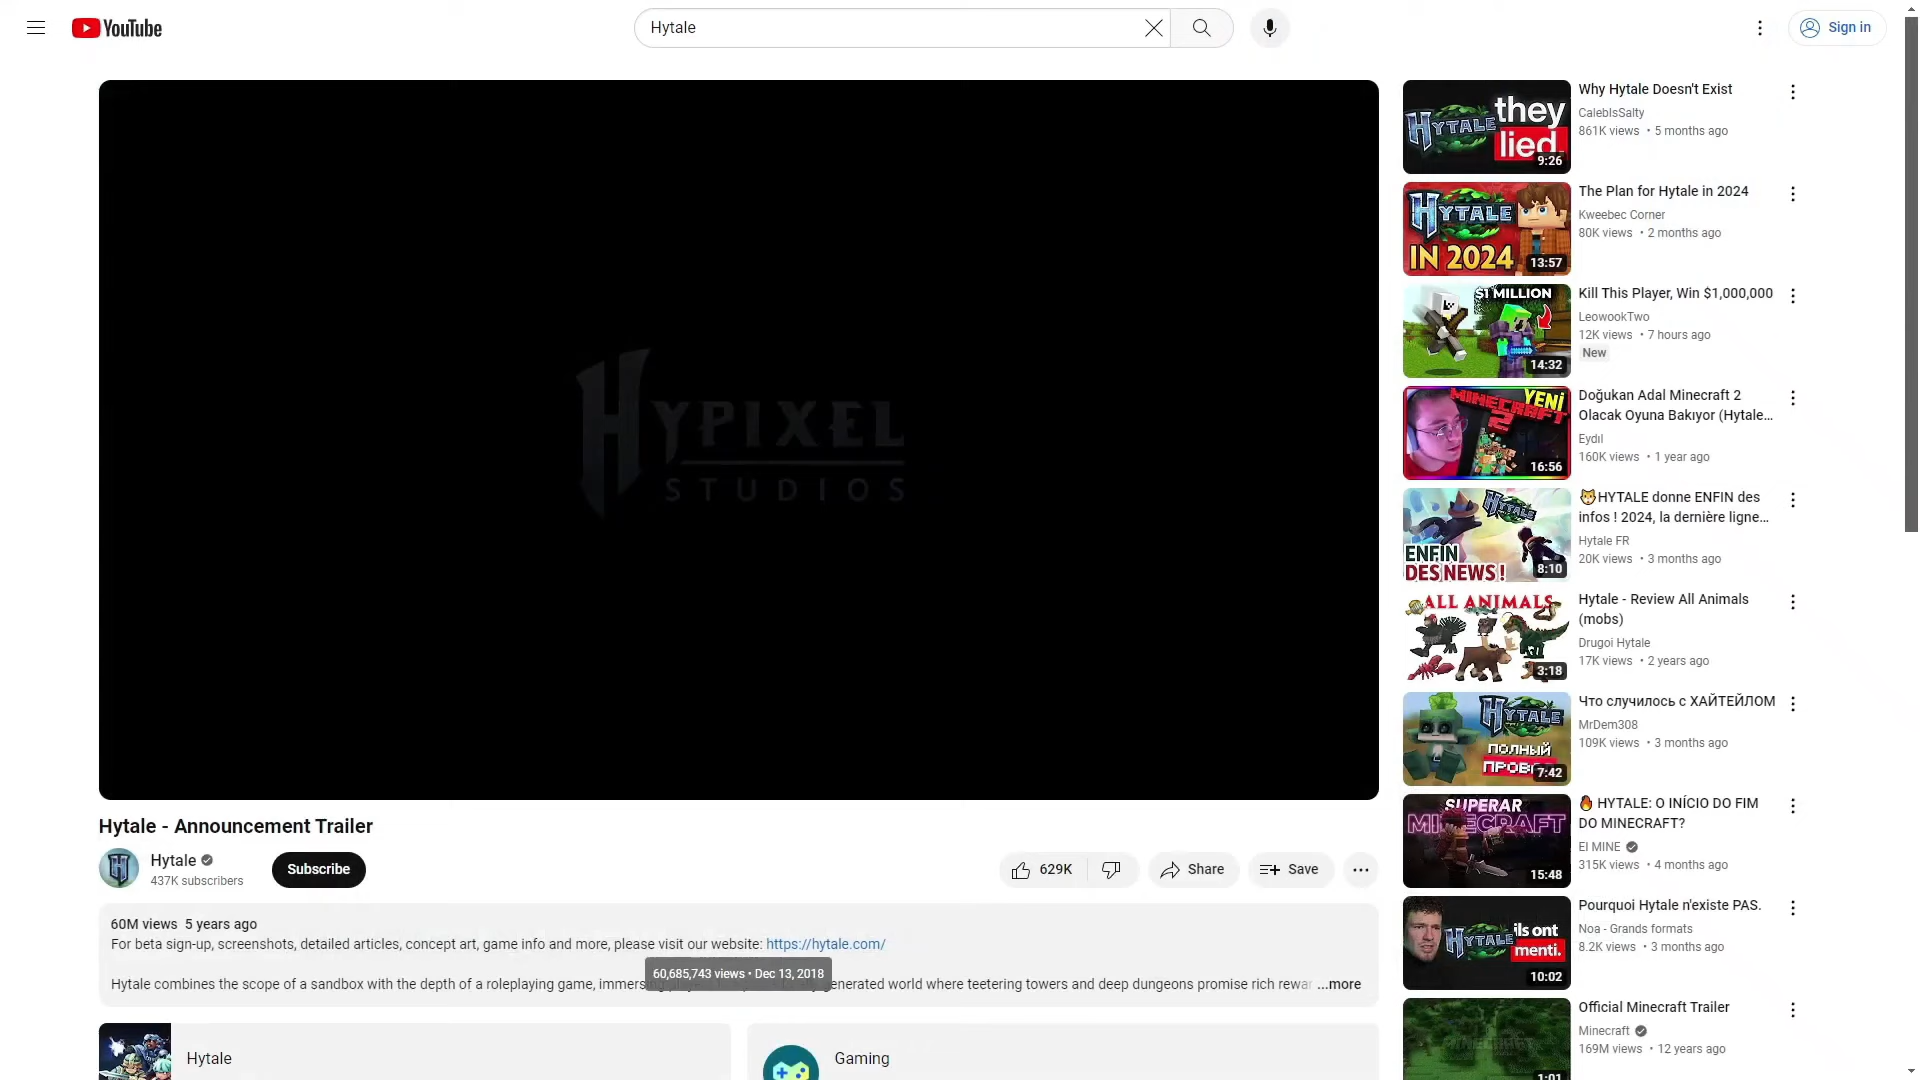 YouTube
Hytale
Sign in
HYPIXEL
STUDIOS
Hytale - Announcement Trailer
Hytale
437K subscribers
Subscribe
629K
Share
Save
60M views 5 years ago
For beta sign-up, screenshots, detailed articles, concept art, game info and more, please visit our website: https://hytale.com/
60,685,743 views • Dec 13, 2018
Hytale combines the scope of a sandbox with the depth of a roleplaying game, immersing generated world where teetering towers and deep dungeons promise rich rewar ...more
Hytale
Gaming
HYTALE they
lied.
9:26
Why Hytale Doesn't Exist
CalebIsSalty
861K views • 5 months ago
HYTALE
IN 2024
13:57
The Plan for Hytale in 2024
Kweebec Corner
80K views • 2 months ago
$1 MILLION
14:32
Kill This Player, Win $1,000,000
LeowookTwo
12K views • 7 hours ago
New
YENİ
MINECRAFT
2
16:56
Doğukan Adal Minecraft 2
Olacak Oyuna Bakıyor (Hytale...
Eydıl
160K views • 1 year ago
HYTALE
ENFIN
DES NEWS !
8:10
🐯HYTALE donne ENFIN des
infos ! 2024, la dernière ligne...
Hytale FR
20K views • 3 months ago
ALL ANIMALS
3:18
Hytale - Review All Animals
(mobs)
Drugoi Hytale
17K views • 2 years ago
HYTALE
ПОЛНЫЙ
ПРОВ
7:42
Что случилось с ХАЙТЕЙЛОМ
MrDem308
109K views • 3 months ago
SUPERAR
MINECRAFT
15:48
🔥 HYTALE: O INÍCIO DO FIM
DO MINECRAFT?
EI MINE
315K views • 4 months ago
HYTALE ils ont
menti.
10:02
Pourquoi Hytale n'existe PAS.
Noa - Grands formats
8.2K views • 3 months ago
MINECRAFT
1:01
Official Minecraft Trailer
Minecraft
169M views • 12 years ago